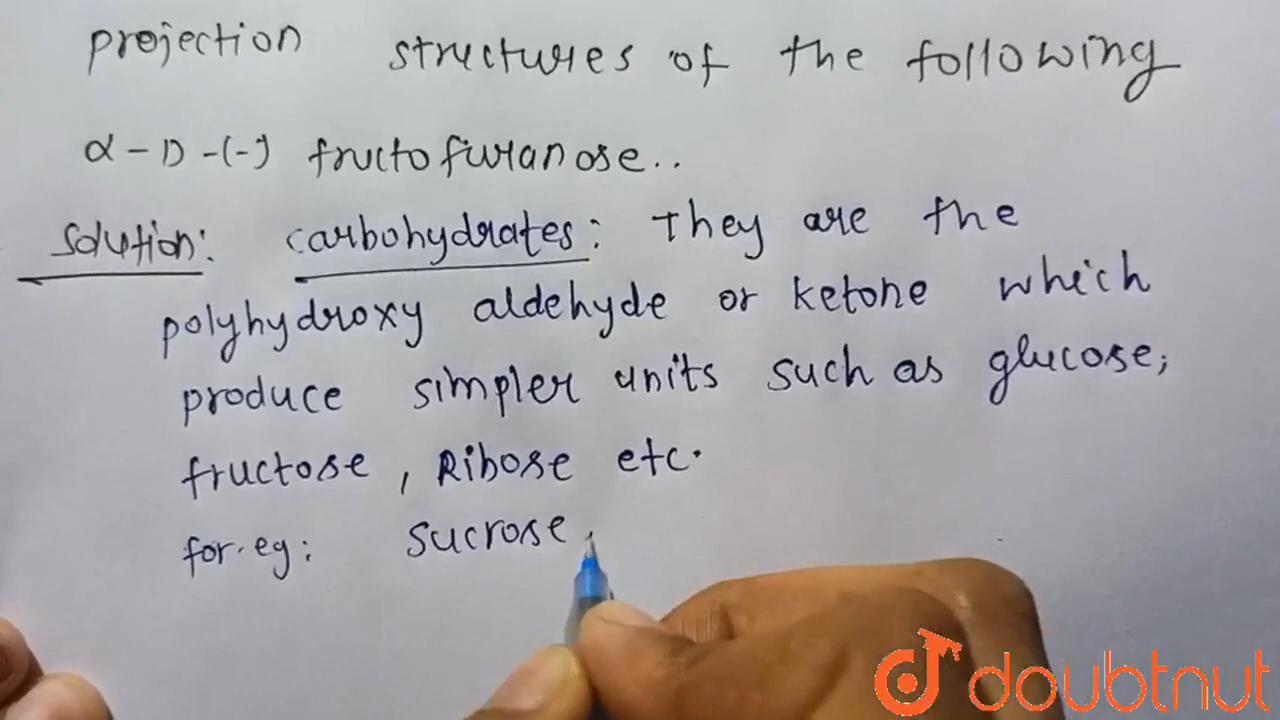 projection structures of the following
α-D-(-) fructofuranose..
Solution: carbohydrates: They are the
polyhydroxy aldehyde or ketone which
produce simpler units such as glucose,
fructose, Ribose etc.
for.eg: Sucrose,
doubtnut